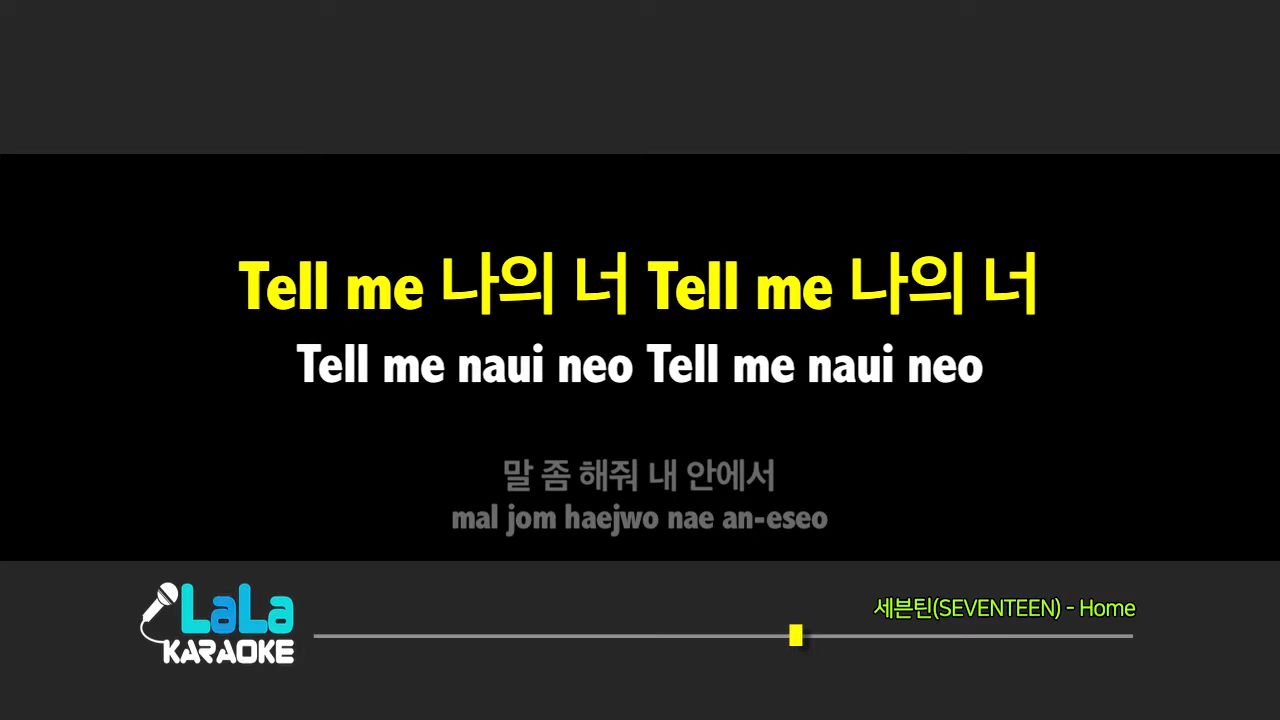 Tell me 나의 너 Tell me 나의 너
Tell me naui neo Tell me naui neo
말 좀 해줘 내 안에서
mal jom haejwo nae an-eseo
LaLa
KARAOKE
세븐틴(SEVENTEEN) - Home